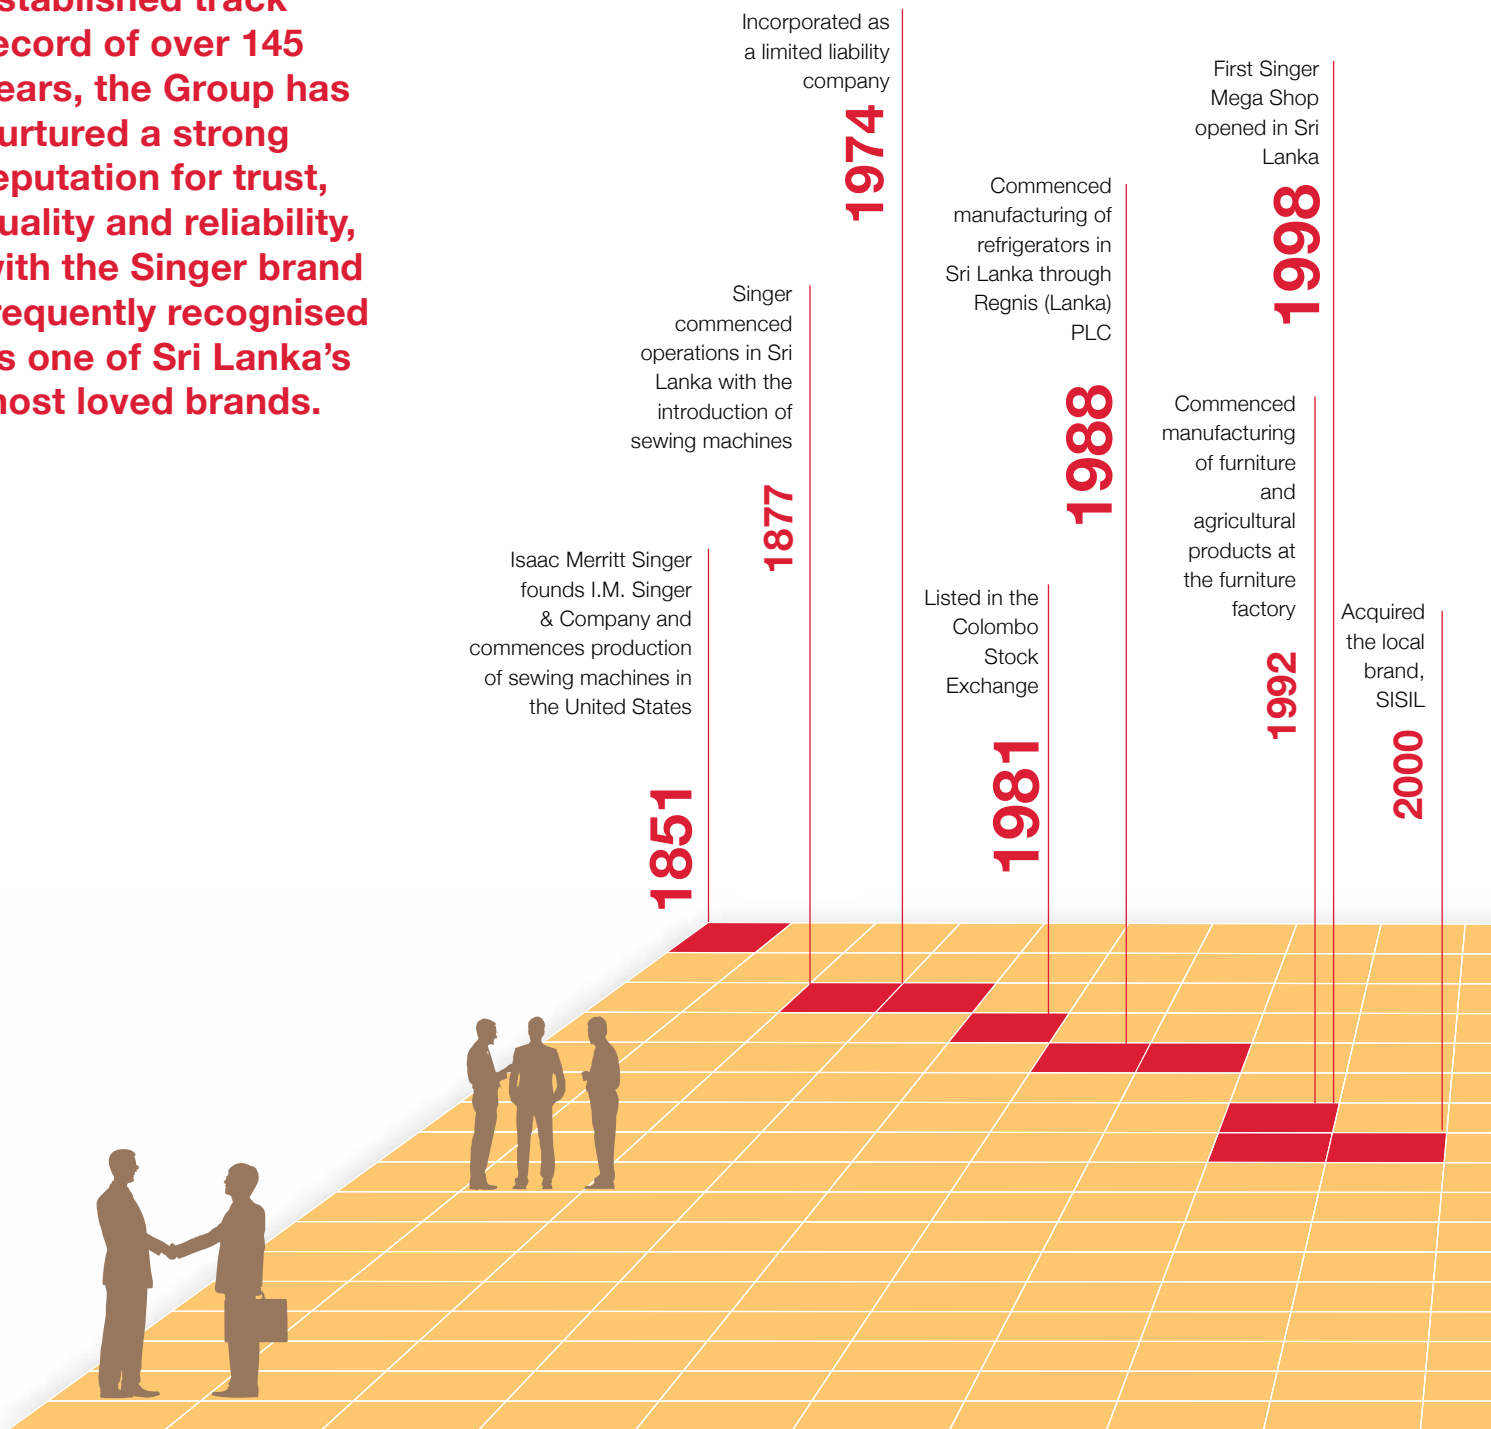 stablished track
ecord of over 145
ears, the Group has
urtured a strong
eputation for trust,
uality and reliability,
ith the Singer brand
requently recognised
s one of Sri Lanka’s
ost loved brands.
Isaac Merritt Singer
founds I.M. Singer
& Company and
commences production
of sewing machines in
the United States
1851
Singer
commenced
operations in Sri
Lanka with the
introduction of
sewing machines
1877
Incorporated as
a limited liability
company
1974
Listed in the
Colombo
Stock
Exchange
1981
Commenced
manufacturing of
refrigerators in
Sri Lanka through
Regnis (Lanka)
PLC
1988
Commenced
manufacturing
of furniture
and
agricultural
products at
the furniture
factory
1992
First Singer
Mega Shop
opened in Sri
Lanka
1998
Acquired
the local
brand,
SISIL
2000